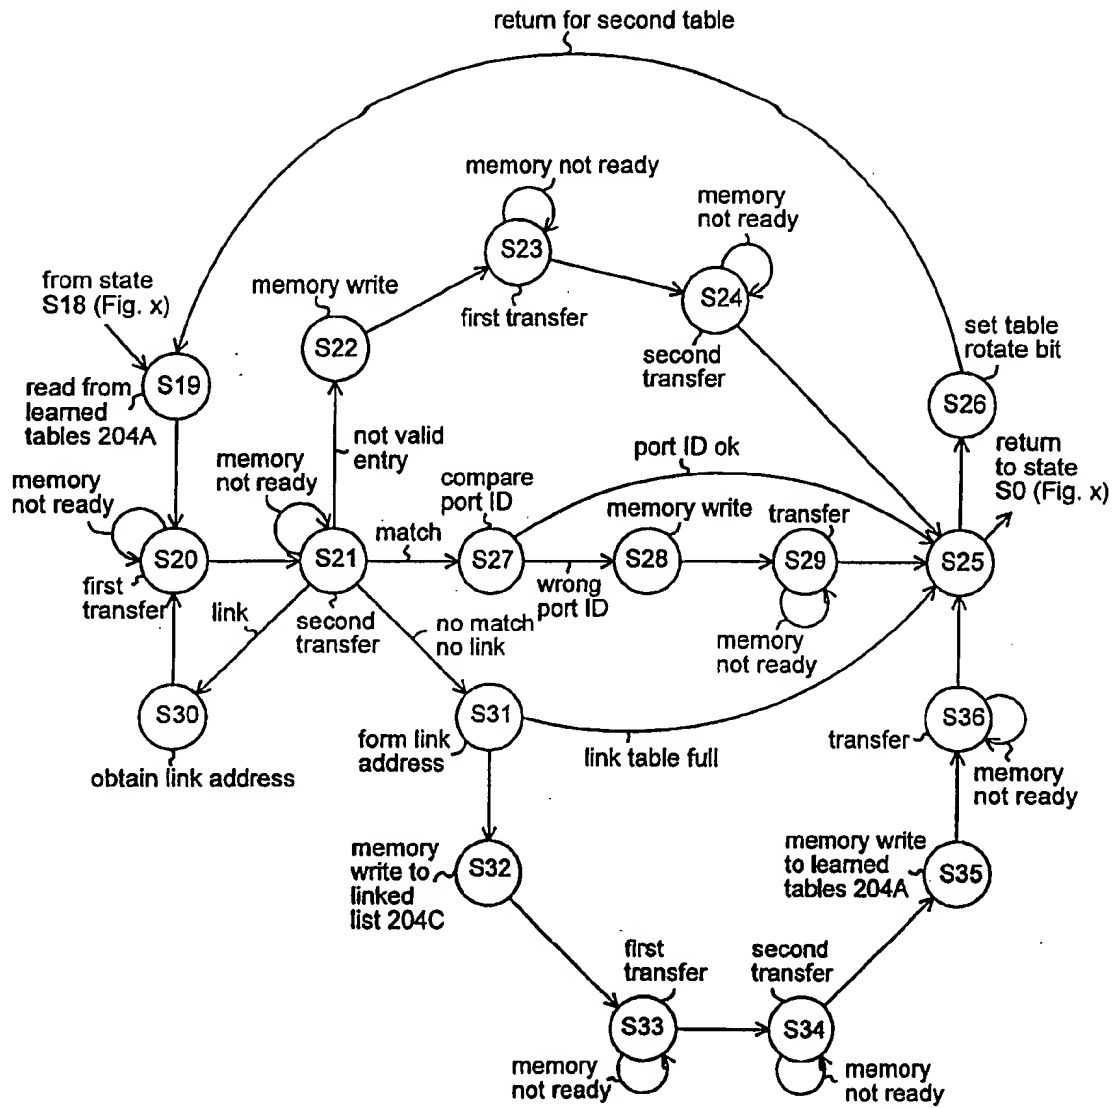 return for second table
memory not ready
memory
not ready
S23
from state
S18 (Fig. x)
memory write
S24
first transfer
set table
rotate bit
S22
second
transfer
S19
read from
learned
tables 204A
S26
not valid
entry
port ID ok
return
to state
S0 (Fig. x)
memory
not ready
memory
not ready
compare
port ID
memory write
transfer
match
S20
S21
S27
S28
S29
S25
first
transfer
link
second
transfer
wrong
port ID
no match
no link
memory
not ready
S30
S31
S36
form link
address
transfer
link table full
obtain link address
memory
not ready
memory
write to
linked
list 204C
S32
memory write
to learned
tables 204A
S35
first
transfer
second
transfer
S33
S34
memory
not ready
memory
not ready